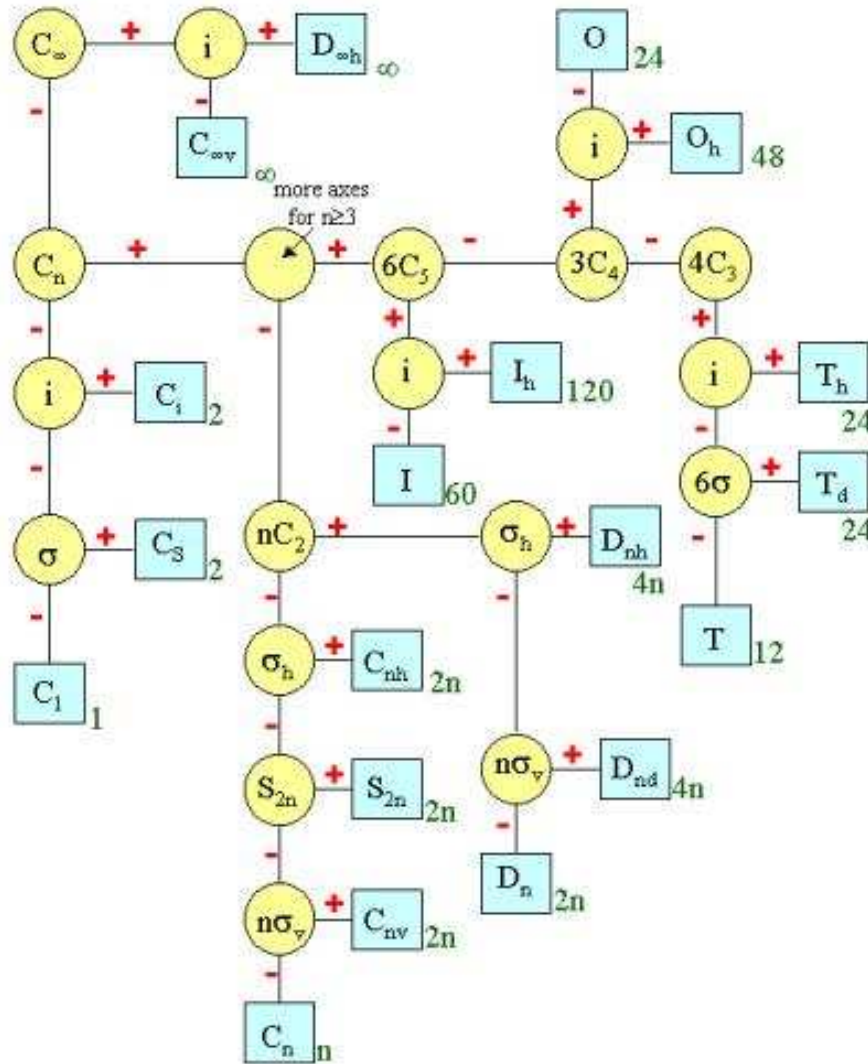 C∞ + i + D∞h ∞
O 24
- - -
C∞v ∞
i + Oh 48
more axes
for n≥3
+
Cn + + 6C5 - 3C4 - 4C3
- - + +
i + Ci 2
i + Ih 120
i + Th 24
- - -
I 60
6σ + Td 24
σ + CS 2
nC2 + σh + Dnh 4n
- - - -
C1 1
σh + Cnh 2n
T 12
-
S2n + S2n 2n
nσv + Dnd 4n
- -
nσv + Cnv 2n
Dn 2n
-
Cn n